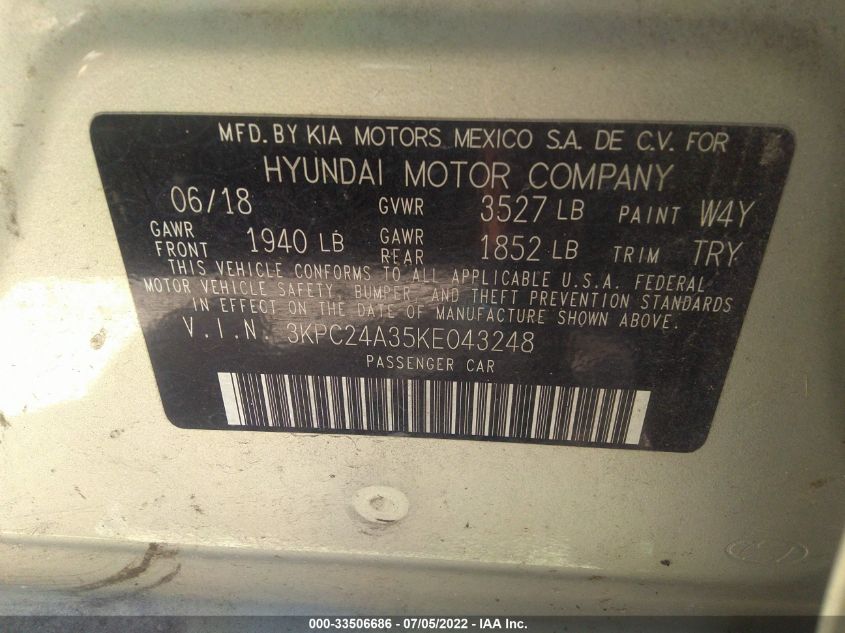 MFD. BY KIA MOTORS MEXICO S.A. DE C.V. FOR
HYUNDAI MOTOR COMPANY
06/18 GVWR 3527 LB PAINT W4Y
GAWR FRONT 1940 LB GAWR REAR 1852 LB TRIM TRY
THIS VEHICLE CONFORMS TO ALL APPLICABLE U.S.A. FEDERAL
MOTOR VEHICLE SAFETY, BUMPER, AND THEFT PREVENTION STANDARDS
IN EFFECT ON THE DATE OF MANUFACTURE SHOWN ABOVE.
V.I.N. 3KPC24A35KE043248
PASSENGER CAR
000-33506686 - 07/05/2022 - IAA Inc.